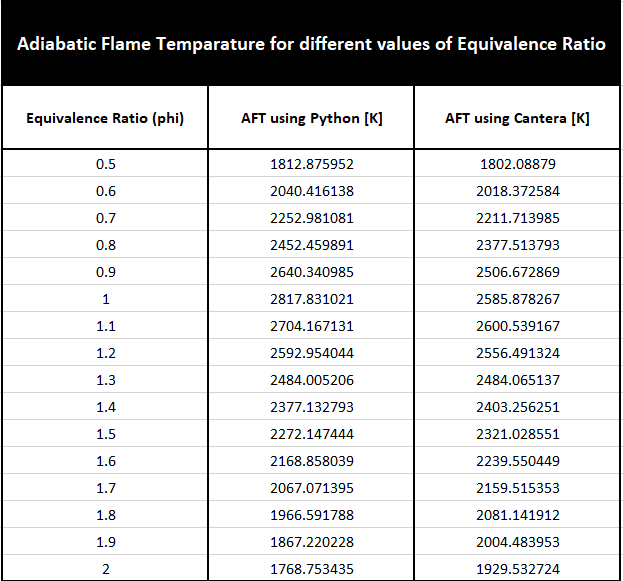 Adiabatic Flame Temparature for different values of Equivalence Ratio
Equivalence Ratio (phi) AFT using Python [K] AFT using Cantera [K]
0.5 1812.875952 1802.08879
0.6 2040.416138 2018.372584
0.7 2252.981081 2211.713985
0.8 2452.459891 2377.513793
0.9 2640.340985 2506.672869
1 2817.831021 2585.878267
1.1 2704.167131 2600.539167
1.2 2592.954044 2556.491324
1.3 2484.005206 2484.065137
1.4 2377.132793 2403.256251
1.5 2272.147444 2321.028551
1.6 2168.858039 2239.550449
1.7 2067.071395 2159.515353
1.8 1966.591788 2081.141912
1.9 1867.220228 2004.483953
2 1768.753435 1929.532724